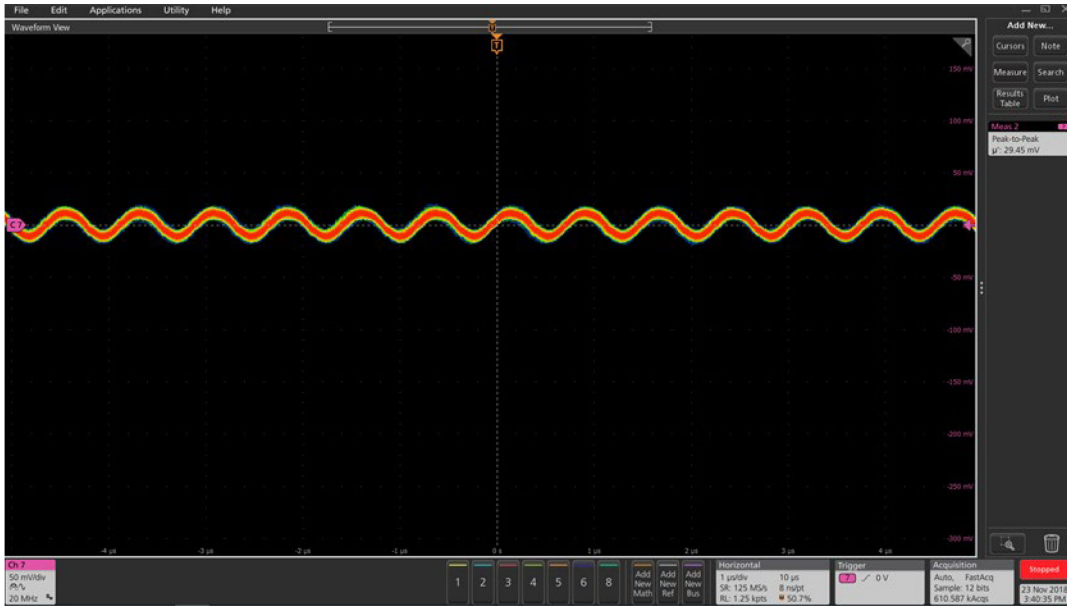 File Edit Applications Utility Help
Waveform View
T
T
150 mV
100 mV
50 mV
C 7
-50 mV
-100 mV
-150 mV
-200 mV
-250 mV
-300 mV
-4 µs -3 µs -2 µs -1 µs 0 s 1 µs 2 µs 3 µs 4 µs
Add New...
Cursors Note
Measure Search
Results Table Plot
Meas 2
Peak-to-Peak
µ': 29.45 mV
Ch 7
50 mV/div
20 MHz
1 2 3 4 5 6 8
Add New Math
Add New Ref
Add New Bus
Horizontal
1 µs/div 10 µs
SR: 125 MS/s 8 ns/pt
RL: 1.25 kpts 50.7%
Trigger
7 0 V
Acquisition
Auto, FastAcq
Sample: 12 bits
610.587 kAcqs
Stopped
23 Nov 2018
3:40:35 PM